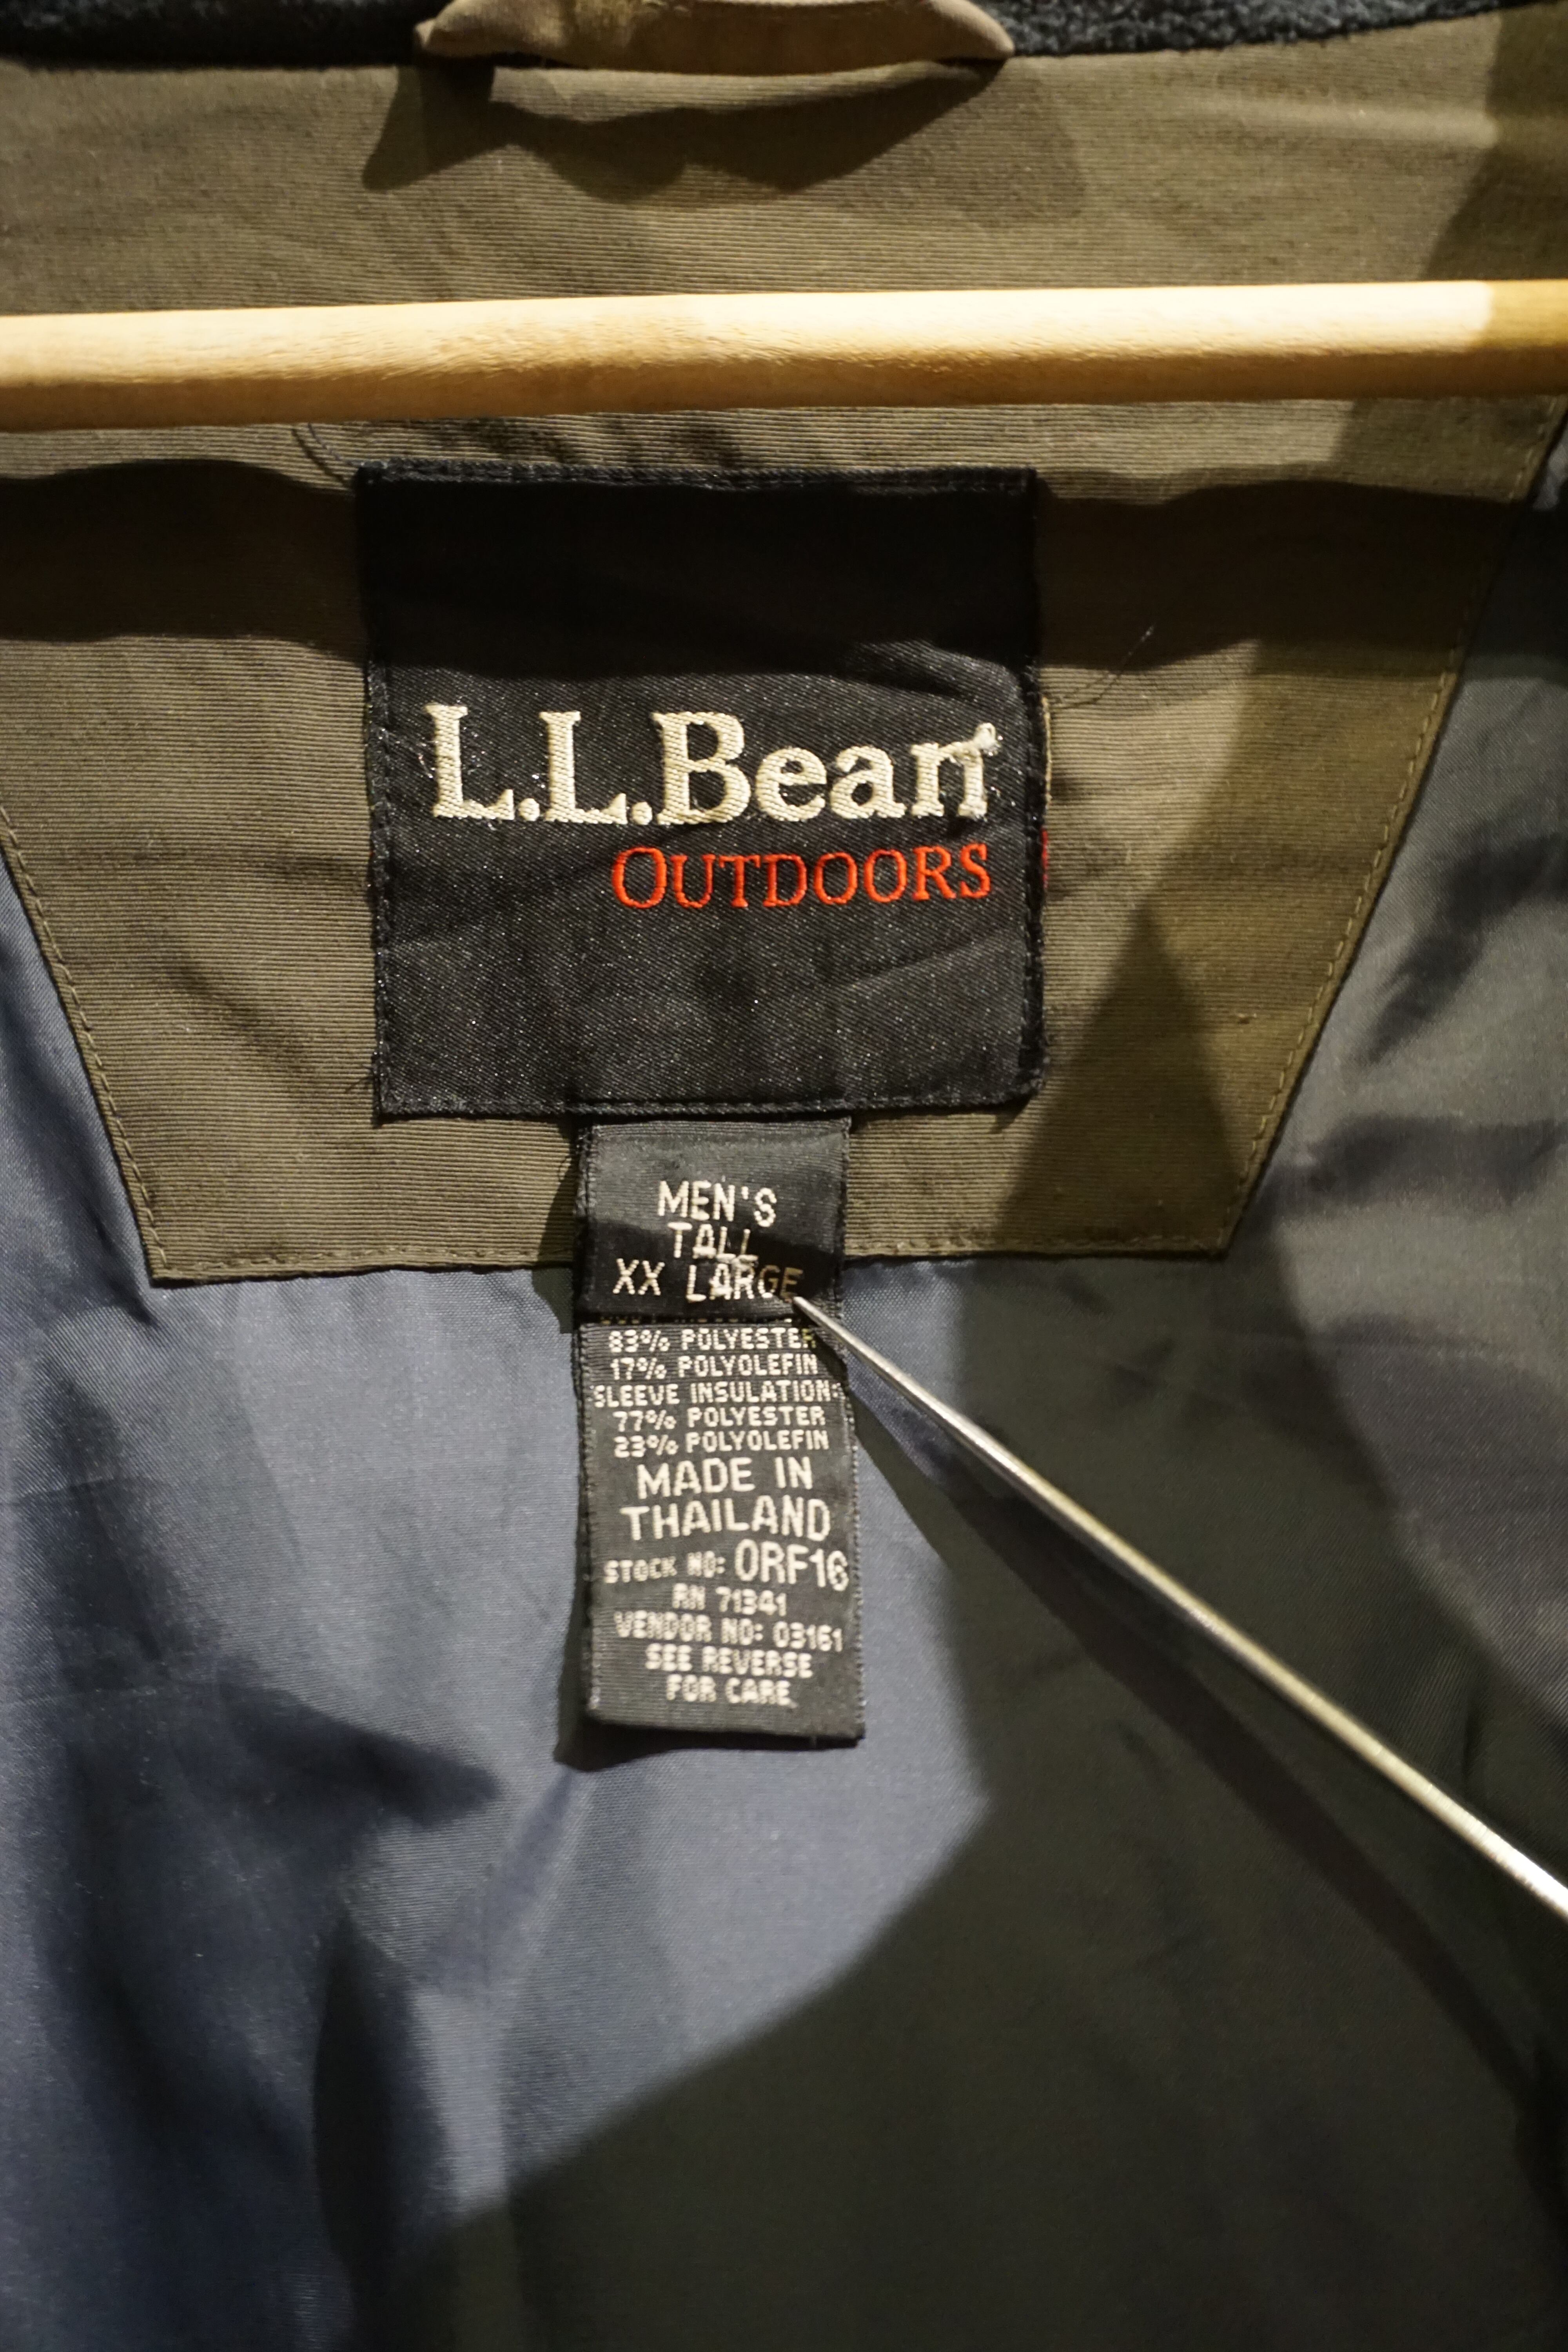 L.L.Bean®
OUTDOORS
MEN'S
TALL
XX LARGE
83% POLYESTER
17% POLYOLEFIN
SLEEVE INSULATION:
77% POLYESTER
23% POLYOLEFIN
MADE IN
THAILAND
STOCK NO: 0RF16
RN 71341
VENDOR NO: 03161
SEE REVERSE
FOR CARE